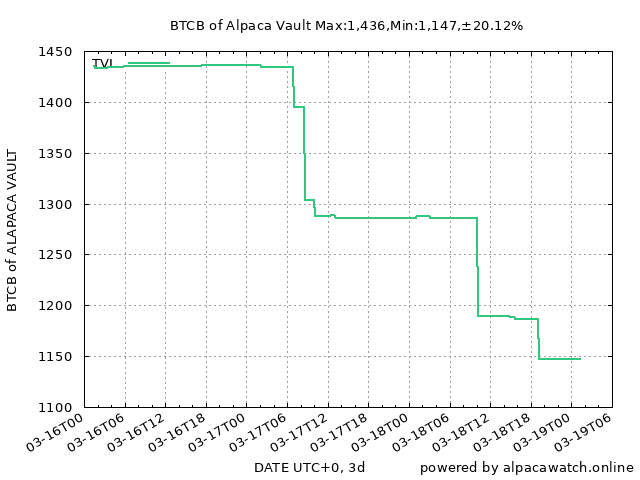 BTCB of Alpaca Vault Max:1,436,Min:1,147,±20.12%
TVL
1450
1400
1350
1300
1250
1200
1150
1100
BTCB of ALAPACA VAULT
03-16T00
03-16T06
03-16T12
03-16T18
03-17T00
03-17T06
03-17T12
03-17T18
03-18T00
03-18T06
03-18T12
03-18T18
03-19T00
03-19T06
DATE UTC+0, 3d
powered by alpacawatch.online